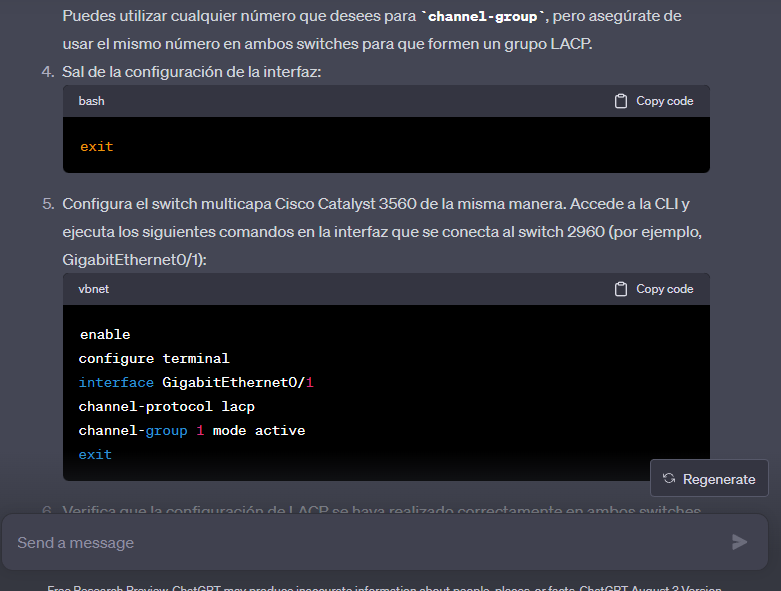 Puedes utilizar cualquier número que desees para `channel-group`, pero asegúrate de
usar el mismo número en ambos switches para que formen un grupo LACP.
4. Sal de la configuración de la interfaz:
bash
Copy code
exit
5. Configura el switch multicapa Cisco Catalyst 3560 de la misma manera. Accede a la CLI y
ejecuta los siguientes comandos en la interfaz que se conecta al switch 2960 (por ejemplo,
GigabitEthernet0/1):
vbnet
Copy code
enable
configure terminal
interface GigabitEthernet0/1
channel-protocol lacp
channel-group 1 mode active
exit
Regenerate
6. Verifica que la configuración de LACP se haya realizado correctamente en ambos switches
Send a message
Free Research Preview. ChatGPT may produce inaccurate information about people, places, or facts. ChatGPT August 3 Version